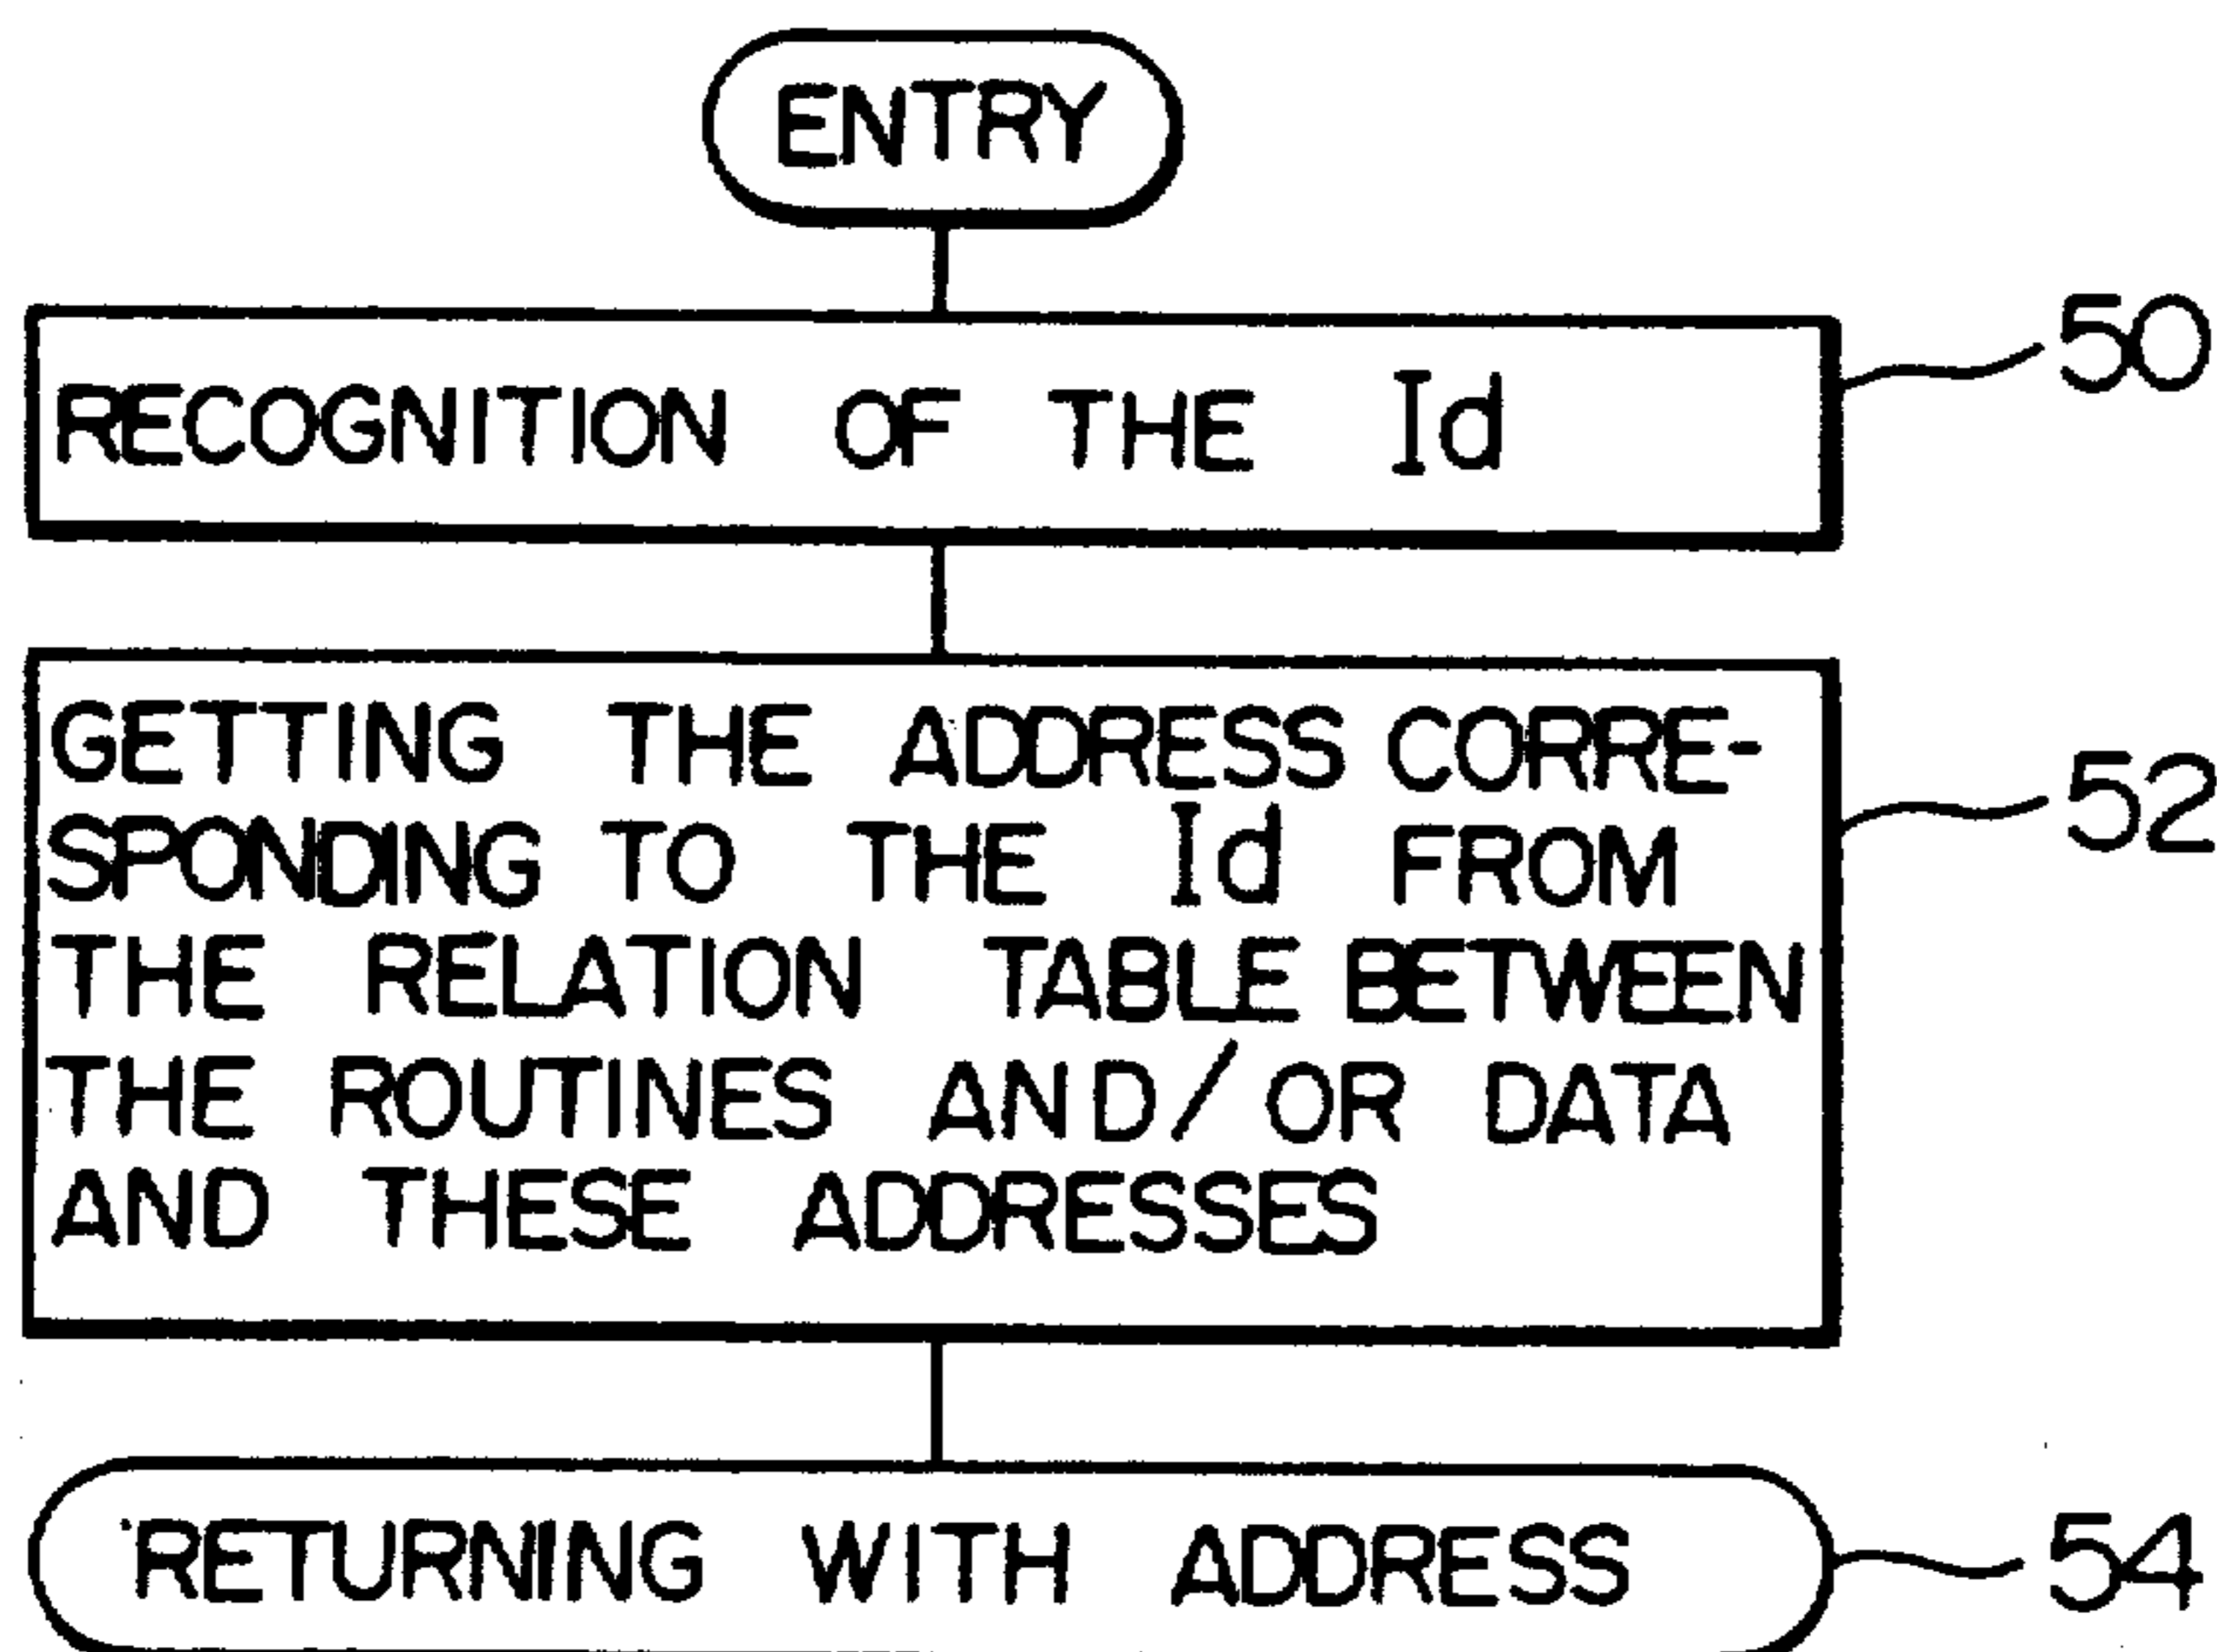 ENTRY
RECOGNITION OF THE Id
50
GETTING THE ADDRESS CORRE-
SPONDING TO THE Id FROM
THE RELATION TABLE BETWEEN
THE ROUTINES AND/OR DATA
AND THESE ADDRESSES
52
RETURNING WITH ADDRESS
54